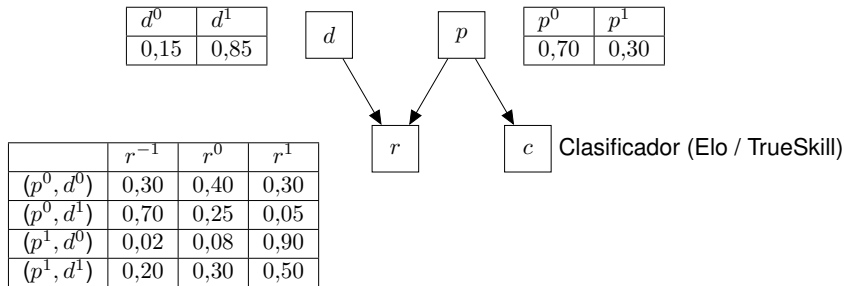 d⁰ d¹
0,15 0,85
d
p
p⁰ p¹
0,70 0,30
r
c
Clasificador (Elo / TrueSkill)
r⁻¹ r⁰ r¹
(p⁰, d⁰) 0,30 0,40 0,30
(p⁰, d¹) 0,70 0,25 0,05
(p¹, d⁰) 0,02 0,08 0,90
(p¹, d¹) 0,20 0,30 0,50